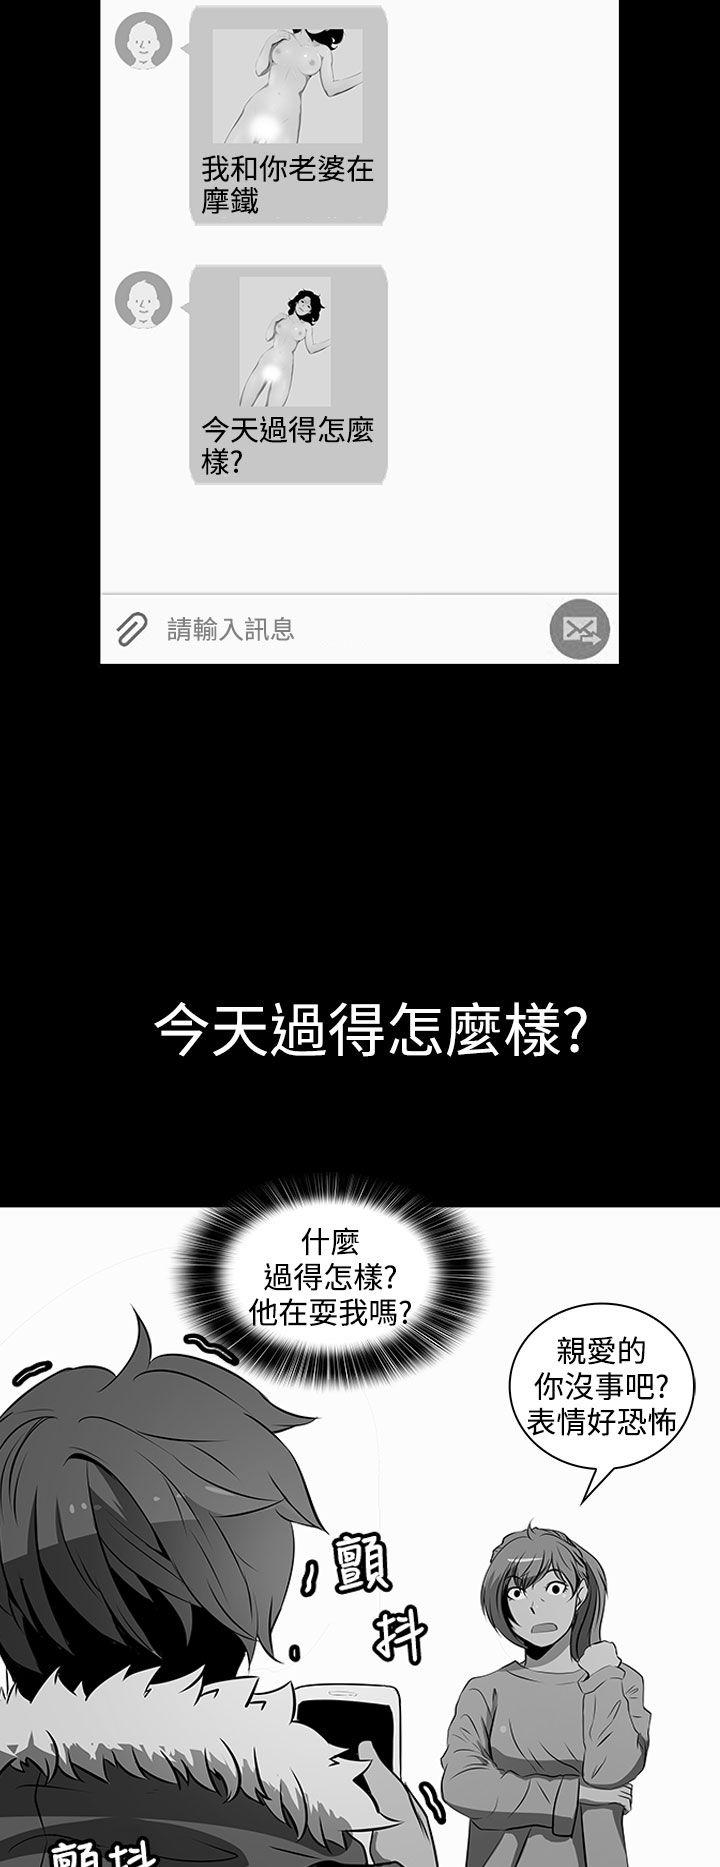 我和你老婆在
摩鐵
今天過得怎麼
樣?
請輸入訊息
今天過得怎麼樣?
什麼
過得怎樣?
他在耍我嗎?
親愛的
你沒事吧?
表情好恐怖
顫
抖
顫抖